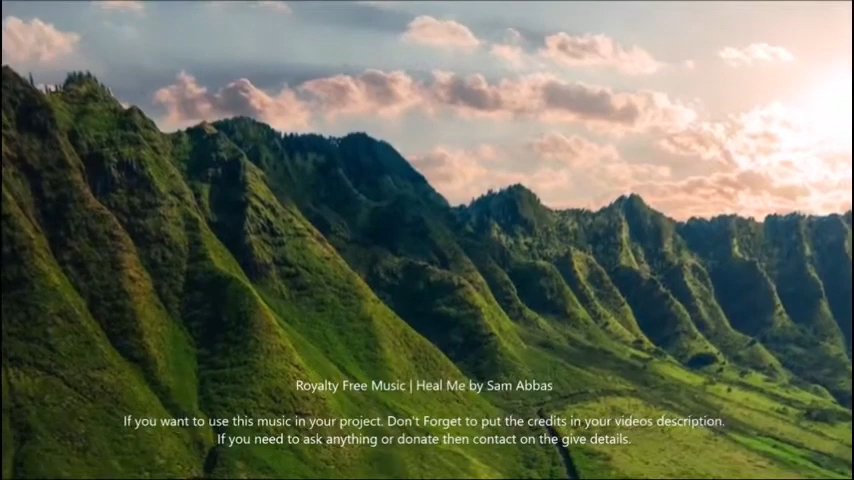 Royalty Free Music | Heal Me by Sam Abbas
If you want to use this music in your project. Don't Forget to put the credits in your videos description.
If you need to ask anything or donate then contact on the give details.